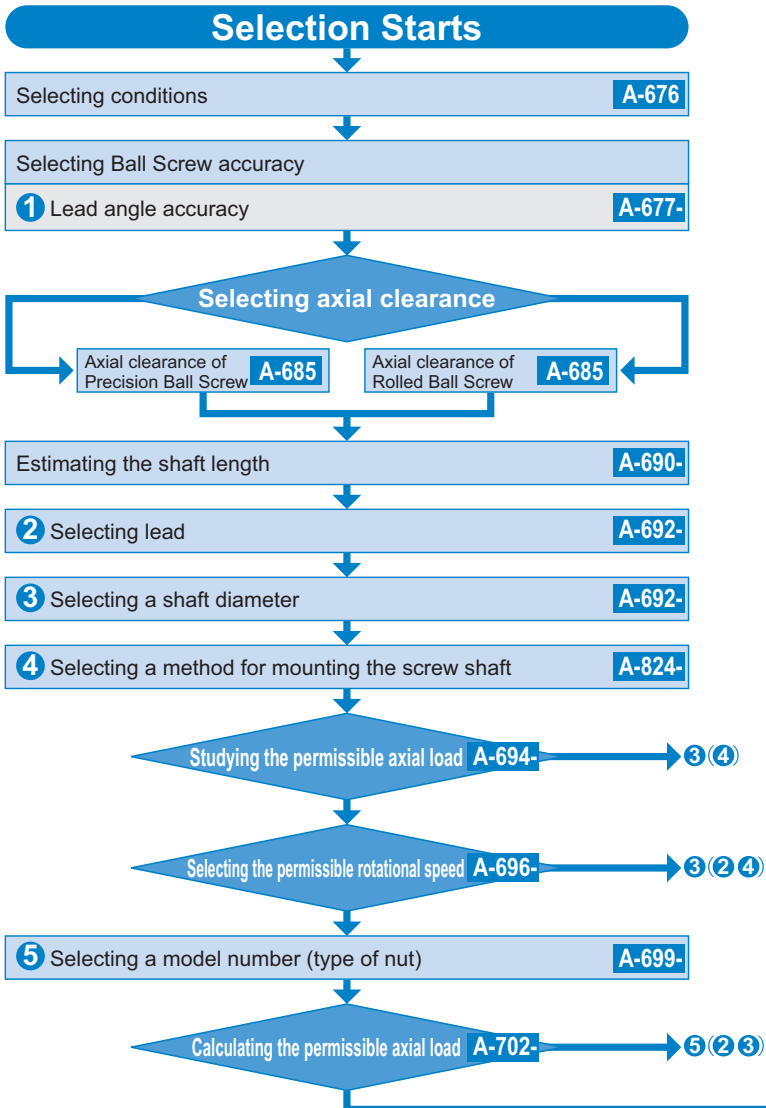 Selection Starts
Selecting conditions A-676
Selecting Ball Screw accuracy
1 Lead angle accuracy A-677-
Selecting axial clearance
Axial clearance of
Precision Ball Screw A-685
Axial clearance of
Rolled Ball Screw A-685
Estimating the shaft length A-690-
2 Selecting lead A-692-
3 Selecting a shaft diameter A-692-
4 Selecting a method for mounting the screw shaft A-824-
Studying the permissible axial load A-694- 3(4)
Selecting the permissible rotational speed A-696- 3(2 4)
5 Selecting a model number (type of nut) A-699-
Calculating the permissible axial load A-702- 5(2 3)